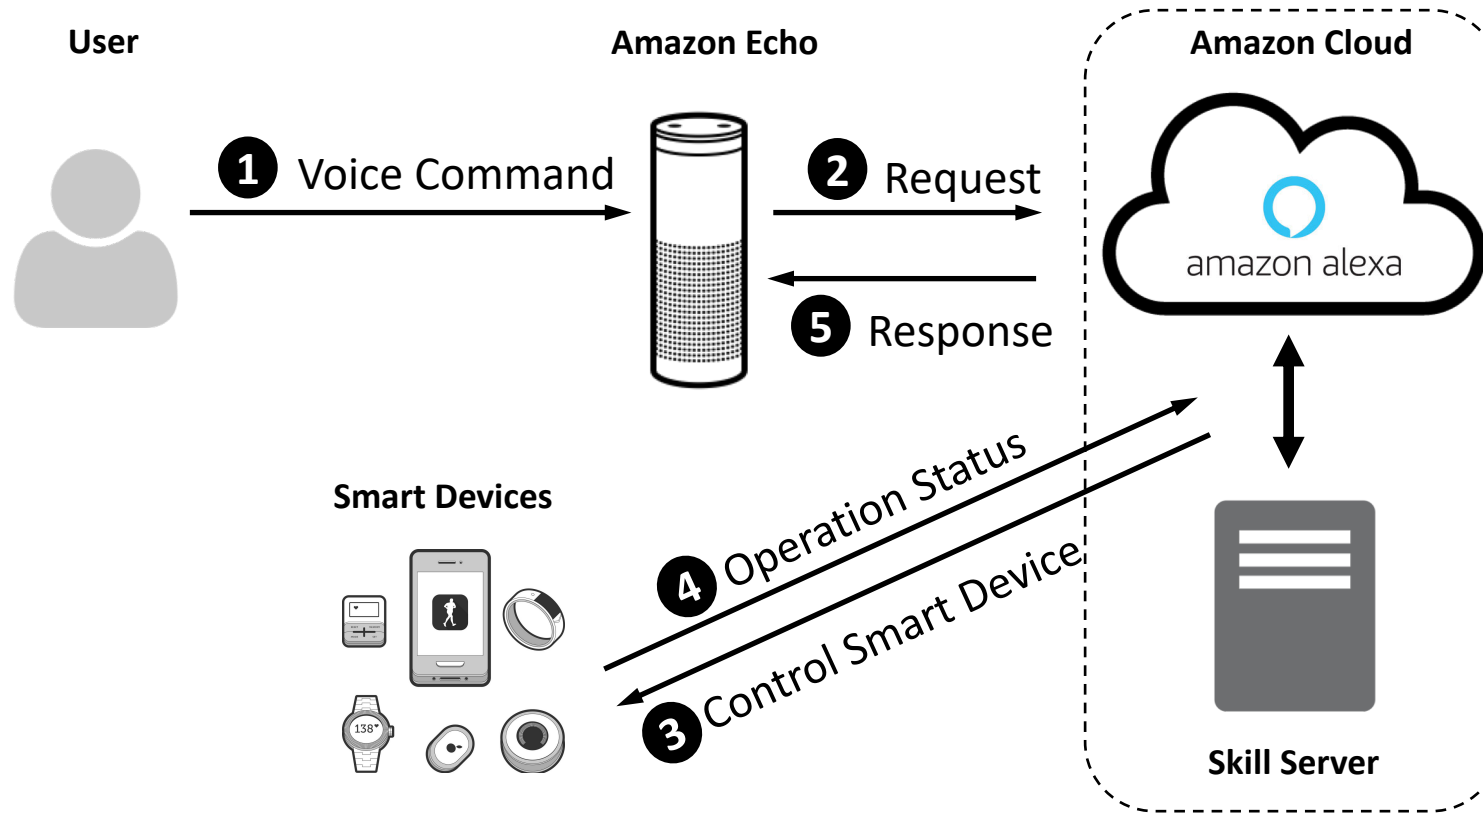 User
Amazon Echo
Amazon Cloud
1 Voice Command
2 Request
amazon alexa
5 Response
4 Operation Status
Smart Devices
3 Control Smart Device
138
Skill Server